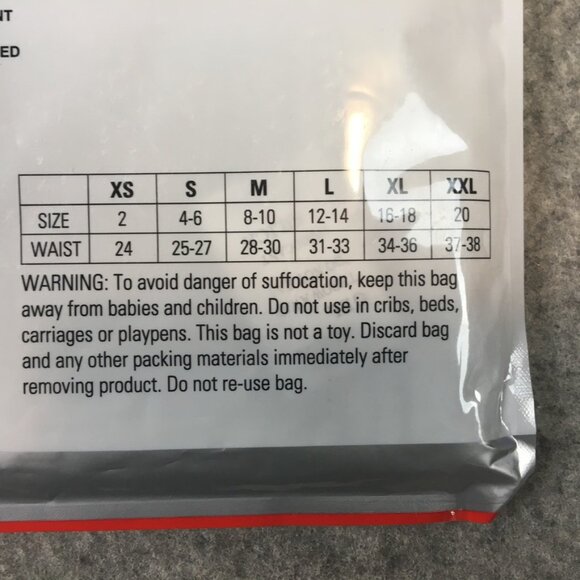 NT
ED
XS S M L XL XXL
SIZE 2 4-6 8-10 12-14 16-18 20
WAIST 24 25-27 28-30 31-33 34-36 37-38
WARNING: To avoid danger of suffocation, keep this bag
away from babies and children. Do not use in cribs, beds,
carriages or playpens. This bag is not a toy. Discard bag
and any other packing materials immediately after
removing product. Do not re-use bag.